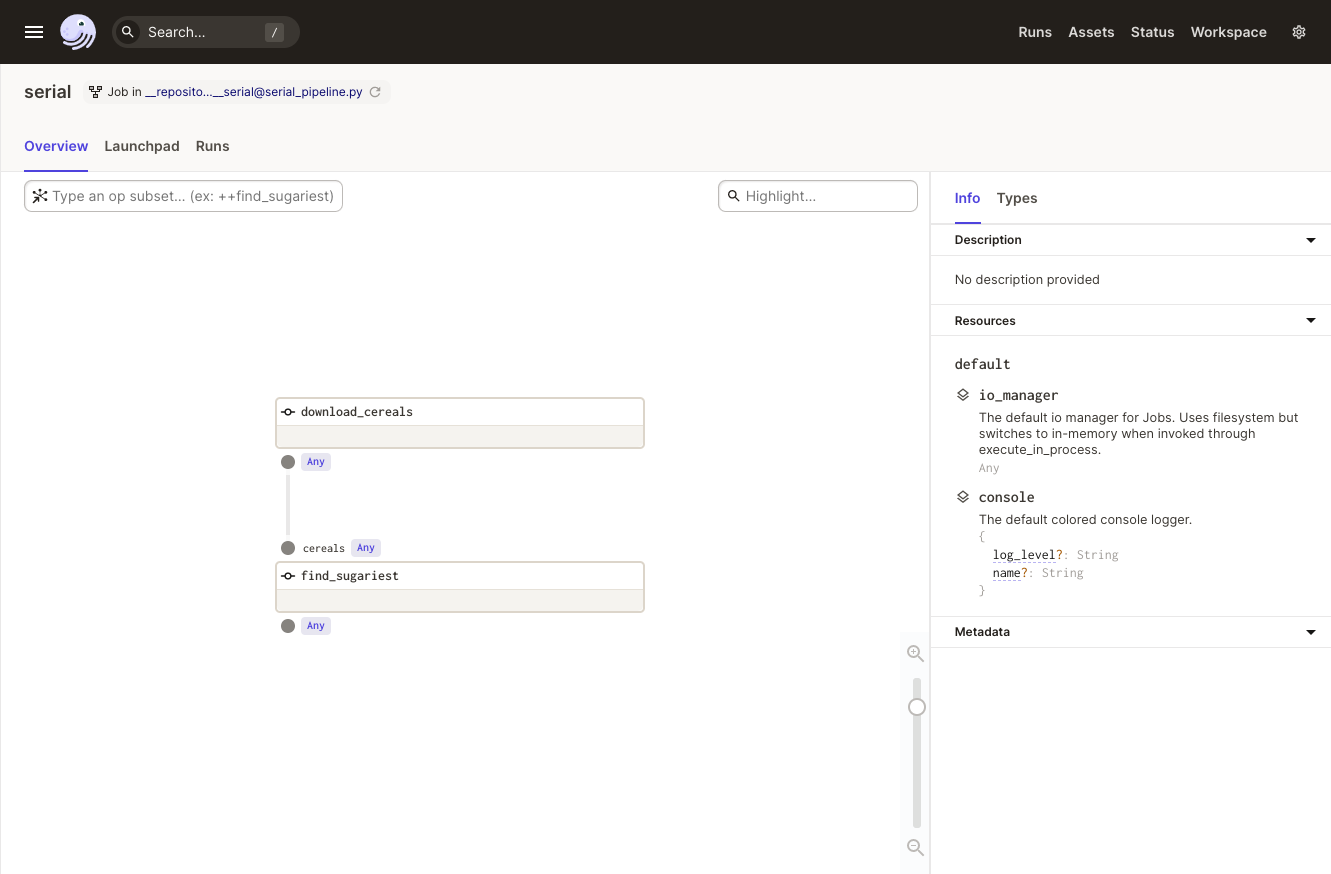 Search... /
Runs Assets Status Workspace
serial Job in __reposito...__serial@serial_pipeline.py
Overview Launchpad Runs
Type an op subset... (ex: ++find_sugariest)
Highlight...
download_cereals
Any
cereals Any
find_sugariest
Any
Info Types
Description
No description provided
Resources
default
io_manager
The default io manager for Jobs. Uses filesystem but
switches to in-memory when invoked through
execute_in_process.
Any
console
The default colored console logger.
{
log_level?: String
name?: String
}
Metadata